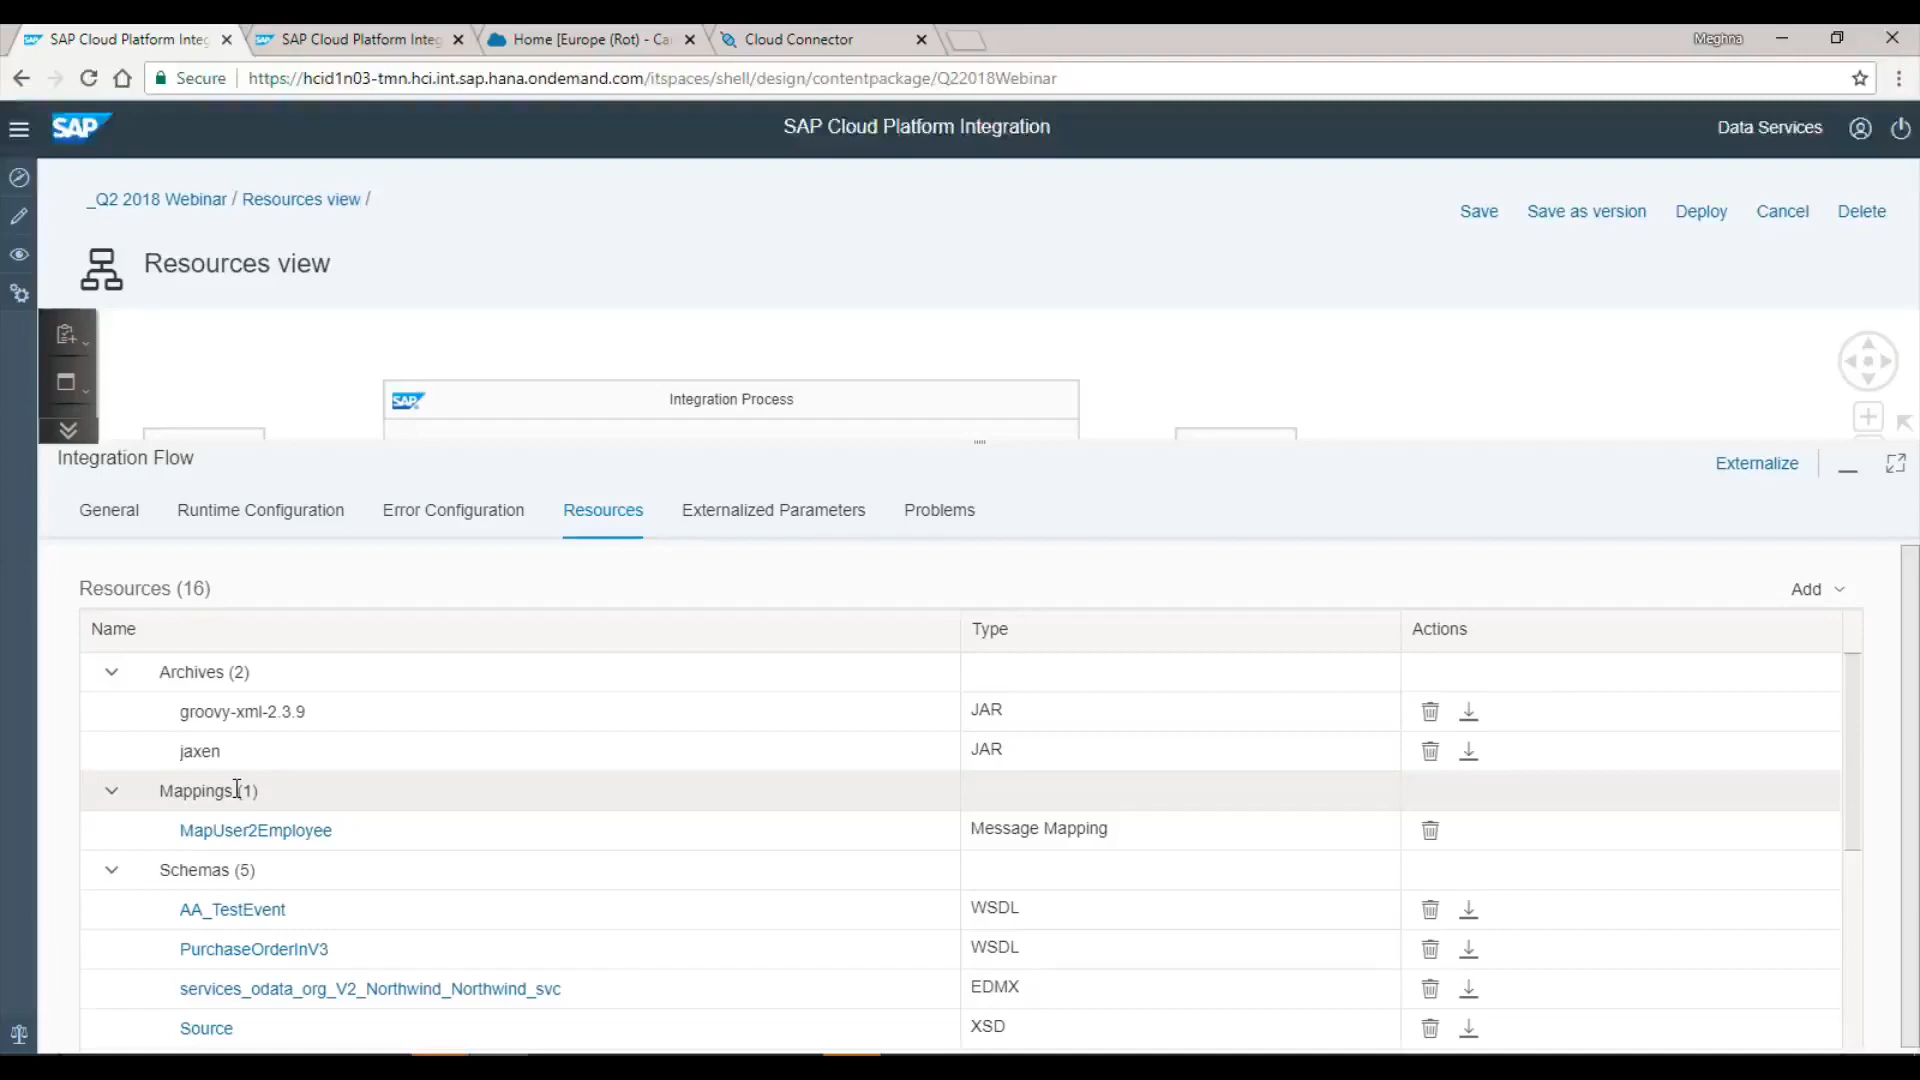 SAP Cloud Platform Integ
SAP Cloud Platform Integ
Home [Europe (Rot) - Ca
Cloud Connector
Meghna
Secure
https://hcid1n03-tmn.hci.int.sap.hana.ondemand.com/itspaces/shell/design/contentpackage/Q22018Webinar
SAP
SAP Cloud Platform Integration
Data Services
_Q2 2018 Webinar / Resources view /
Save
Save as version
Deploy
Cancel
Delete
Resources view
SAP
Integration Process
Integration Flow
Externalize
General
Runtime Configuration
Error Configuration
Resources
Externalized Parameters
Problems
Resources (16)
Add
Name
Type
Actions
Archives (2)
groovy-xml-2.3.9
JAR
jaxen
JAR
Mappings (1)
MapUser2Employee
Message Mapping
Schemas (5)
AA_TestEvent
WSDL
PurchaseOrderInV3
WSDL
services_odata_org_V2_Northwind_Northwind_svc
EDMX
Source
XSD